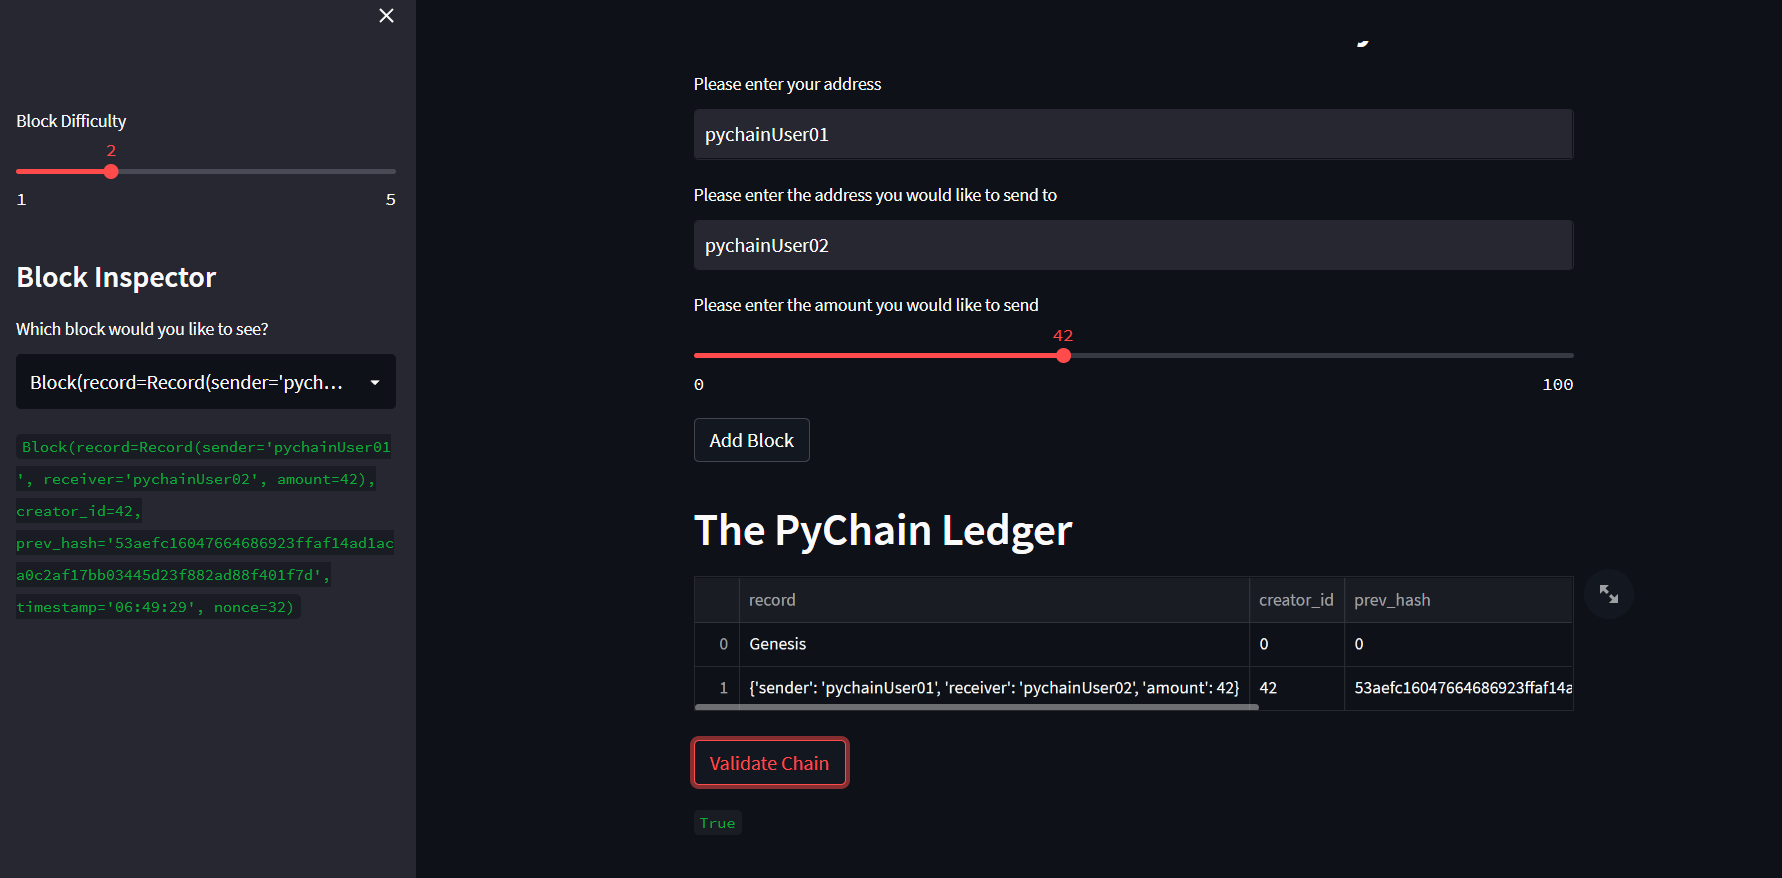 Block Difficulty
2
1 5
Block Inspector
Which block would you like to see?
Block(record=Record(sender='pych...
Block(record=Record(sender='pychainUser01
', receiver='pychainUser02', amount=42),
creator_id=42,
prev_hash='53aefc16047664686923ffaf14ad1ac
a0c2af17bb03445d23f882ad88f401f7d',
timestamp='06:49:29', nonce=32)
Please enter your address
pychainUser01
Please enter the address you would like to send to
pychainUser02
Please enter the amount you would like to send
42
0 100
Add Block
The PyChain Ledger
record creator_id prev_hash
0 Genesis 0 0
1 {'sender': 'pychainUser01', 'receiver': 'pychainUser02', 'amount': 42} 42 53aefc16047664686923ffaf14a
Validate Chain
True